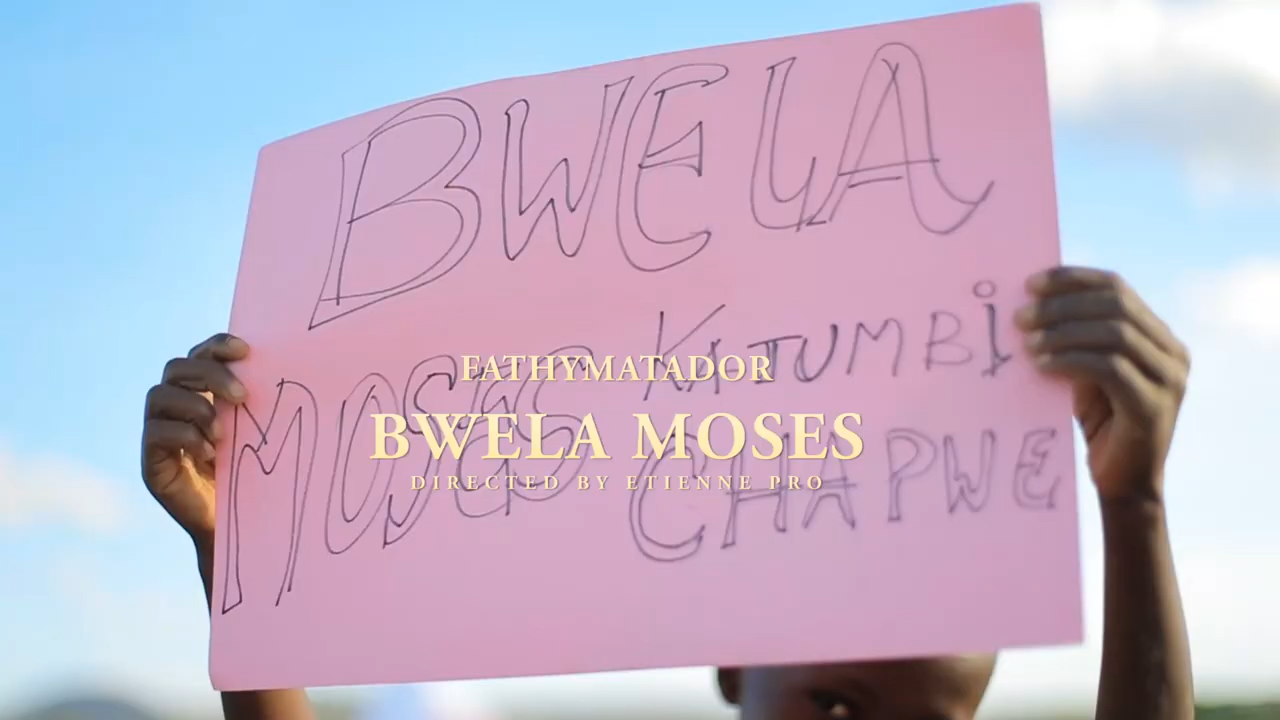 BWELA
MOSES KATUMBi
CHAPWE
FATHYMATADOR
BWELA MOSES
DIRECTED BY ETIENNE PRO